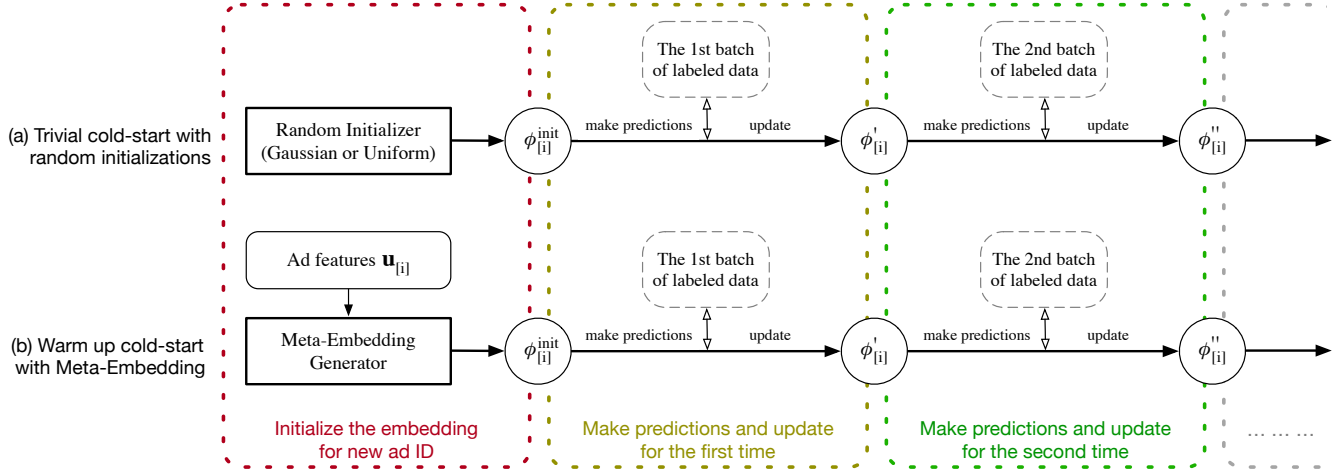 The 1st batch
of labeled data
The 2nd batch
of labeled data
(a) Trivial cold-start with
random initializations
Random Initializer
(Gaussian or Uniform)
ϕ[i]init
make predictions
update
ϕ[i]'
make predictions
update
ϕ[i]''
Ad features u[i]
The 1st batch
of labeled data
The 2nd batch
of labeled data
(b) Warm up cold-start
with Meta-Embedding
Meta-Embedding
Generator
ϕ[i]init
make predictions
update
ϕ[i]'
make predictions
update
ϕ[i]''
Initialize the embedding
for new ad ID
Make predictions and update
for the first time
Make predictions and update
for the second time
... ... ...